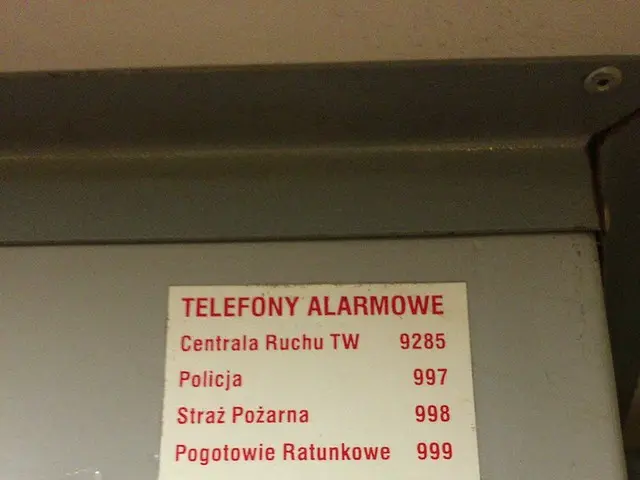 TELEFONY ALARMOWE
Centrala Ruchu TW 9285
Policja 997
Straż Pożarna 998
Pogotowie Ratunkowe 999